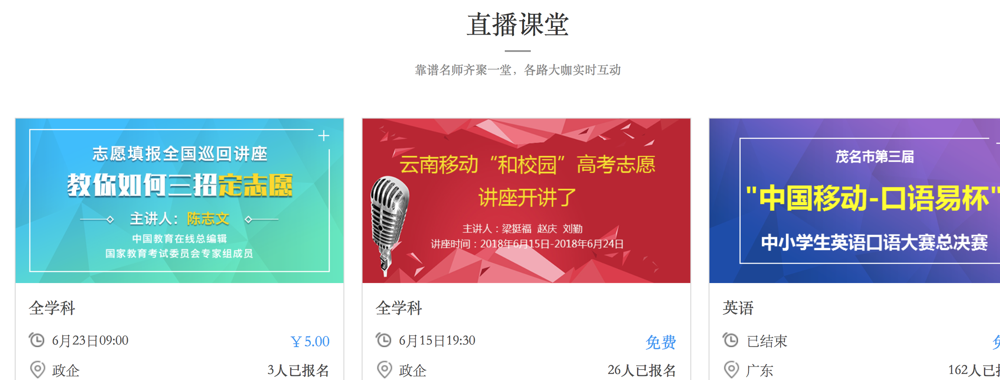 直播课堂
靠谱名师齐聚一堂，各路大咖实时互动
志愿填报全国巡回讲座
教你如何三招定志愿
主讲人：陈志文
中国教育在线总编辑
国家教育考试委员会专家组成员
全学科
6月23日09:00
￥5.00
政企
3人已报名
云南移动“和校园”高考志愿
讲座开讲了
主讲人：梁挺福 赵庆 刘勤
讲座时间：2018年6月15日-2018年6月24日
全学科
6月15日19:30
免费
政企
26人已报名
茂名市第三届
"中国移动-口语易杯"
中小学生英语口语大赛总决赛
英语
已结束
广东
162人已